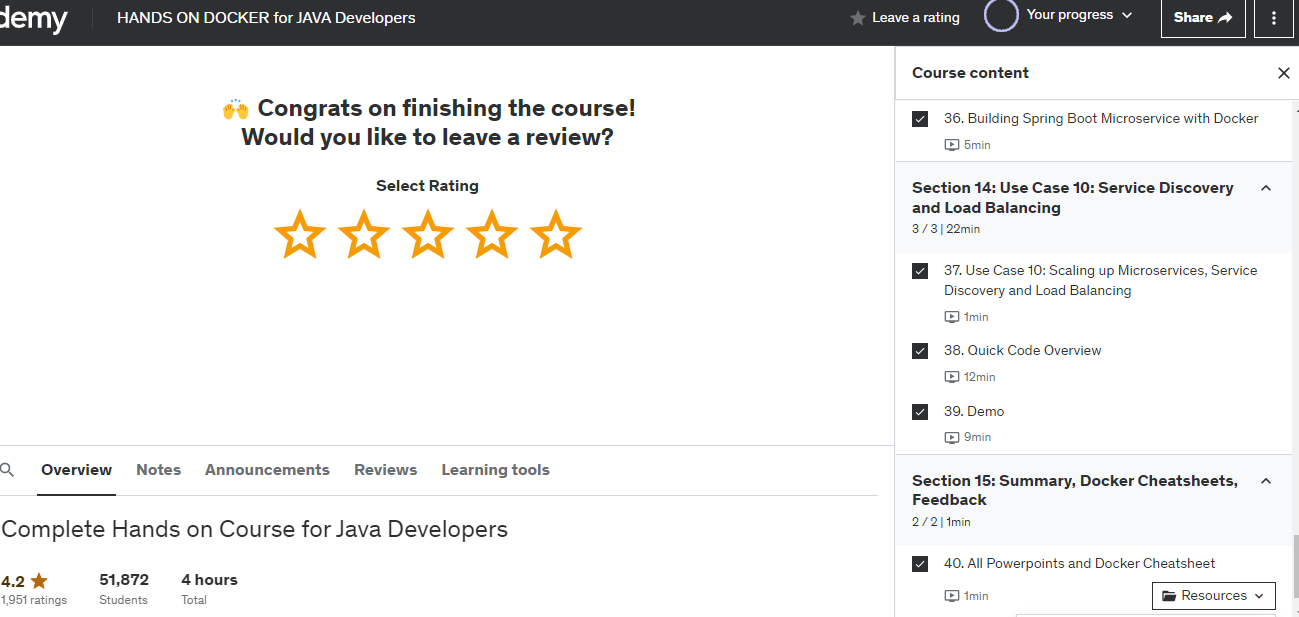 demy
HANDS ON DOCKER for JAVA Developers
Leave a rating
Your progress
Share
🙌 Congrats on finishing the course!
Would you like to leave a review?
Select Rating
Overview
Notes
Announcements
Reviews
Learning tools
Complete Hands on Course for Java Developers
4.2
1,951 ratings
51,872
Students
4 hours
Total
Course content
36. Building Spring Boot Microservice with Docker
5min
Section 14: Use Case 10: Service Discovery
and Load Balancing
3 / 3 | 22min
37. Use Case 10: Scaling up Microservices, Service
Discovery and Load Balancing
1min
38. Quick Code Overview
12min
39. Demo
9min
Section 15: Summary, Docker Cheatsheets,
Feedback
2 / 2 | 1min
40. All Powerpoints and Docker Cheatsheet
1min
Resources